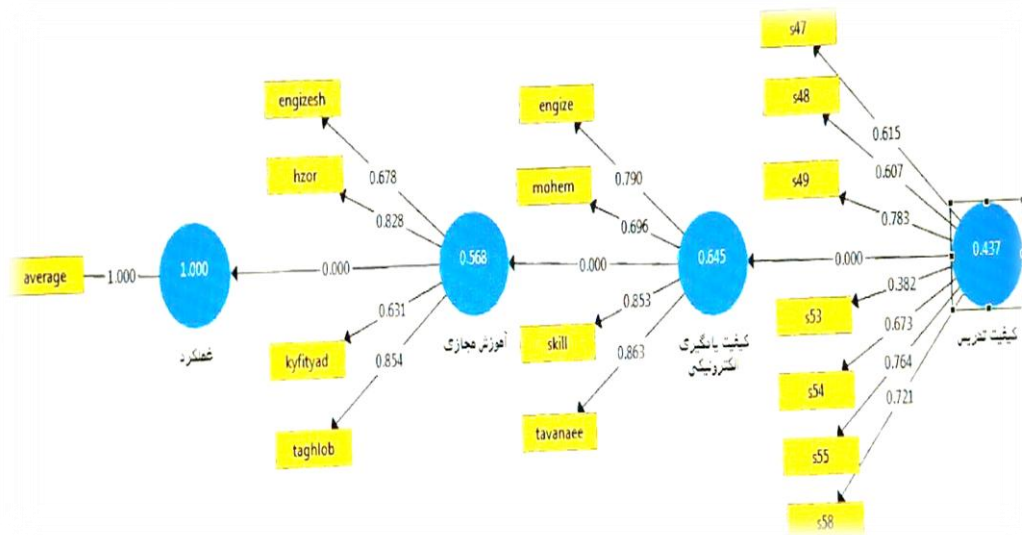 average
1.000
1.000
عملکرد
0.000
engizesh
hzor
kyfityad
taghlob
0.678
0.828
0.631
0.854
0.568
آموزش مجازی
0.000
engize
mohem
skill
tavanaee
0.790
0.696
0.853
0.863
0.645
کیفیت یادگیری
الکترونیکی
0.000
s47
s48
s49
s53
s54
s55
s58
0.615
0.607
0.783
0.382
0.673
0.764
0.721
0.437
کیفیت تدریس